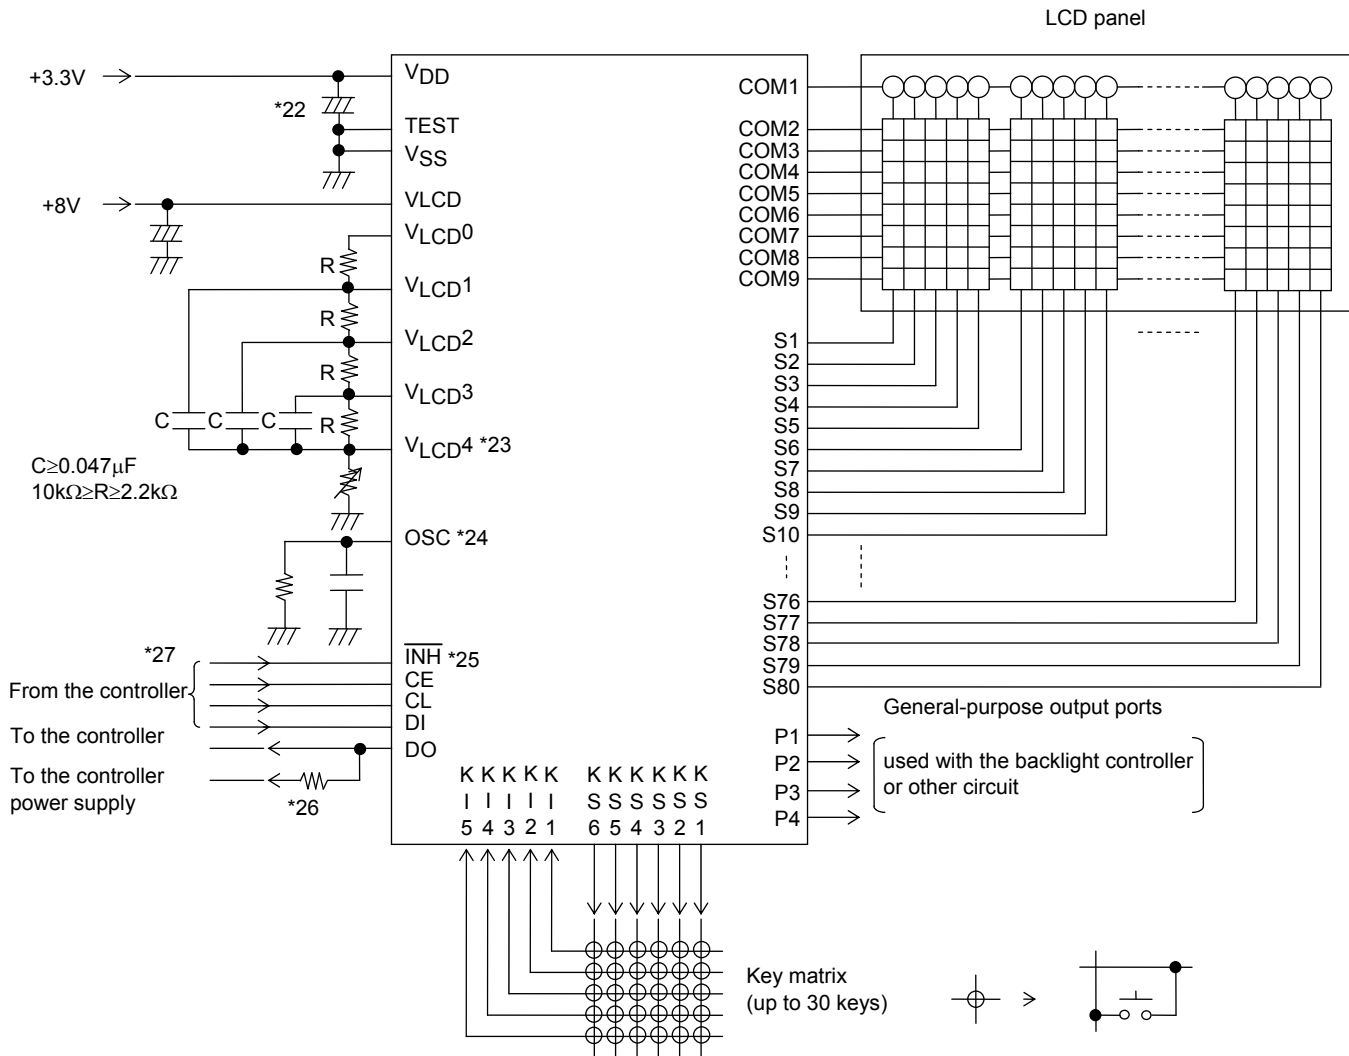 LCD panel
+3.3V
VDD
*22
TEST
VSS
+8V
VLCD
VLCD0
R
VLCD1
R
VLCD2
R
VLCD3
C
C
C
R
VLCD4 *23
C≥0.047μF
10kΩ≥R≥2.2kΩ
OSC *24
*27
INH *25
From the controller
CE
CL
DI
To the controller
DO
To the controller
power supply
*26
COM1
COM2
COM3
COM4
COM5
COM6
COM7
COM8
COM9
S1
S2
S3
S4
S5
S6
S7
S8
S9
S10
S76
S77
S78
S79
S80
General-purpose output ports
P1
P2
P3
P4
used with the backlight controller
or other circuit
K K K K K K K K K K K
I I I I I S S S S S S
5 4 3 2 1 6 5 4 3 2 1
Key matrix
(up to 30 keys)